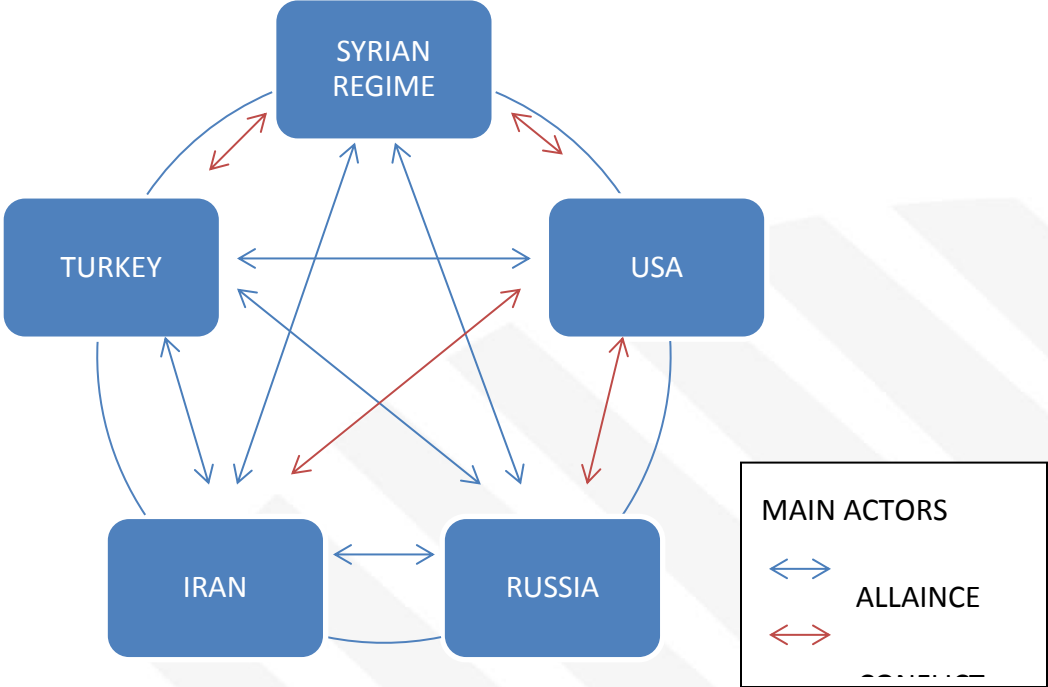 SYRIAN
REGIME
TURKEY
USA
IRAN
RUSSIA
MAIN ACTORS
ALLAINCE